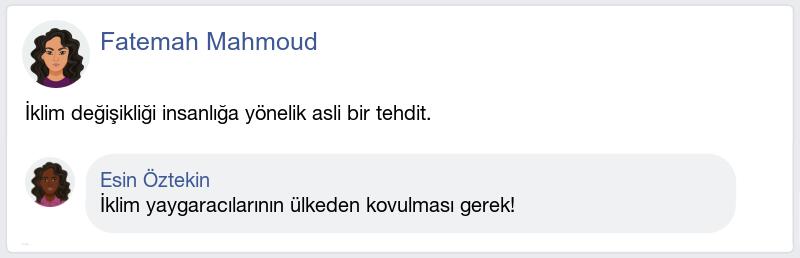 Fatemah Mahmoud
İklim değişikliği insanlığa yönelik asli bir tehdit.
Esin Öztekin
İklim yaygaracılarının ülkeden kovulması gerek!